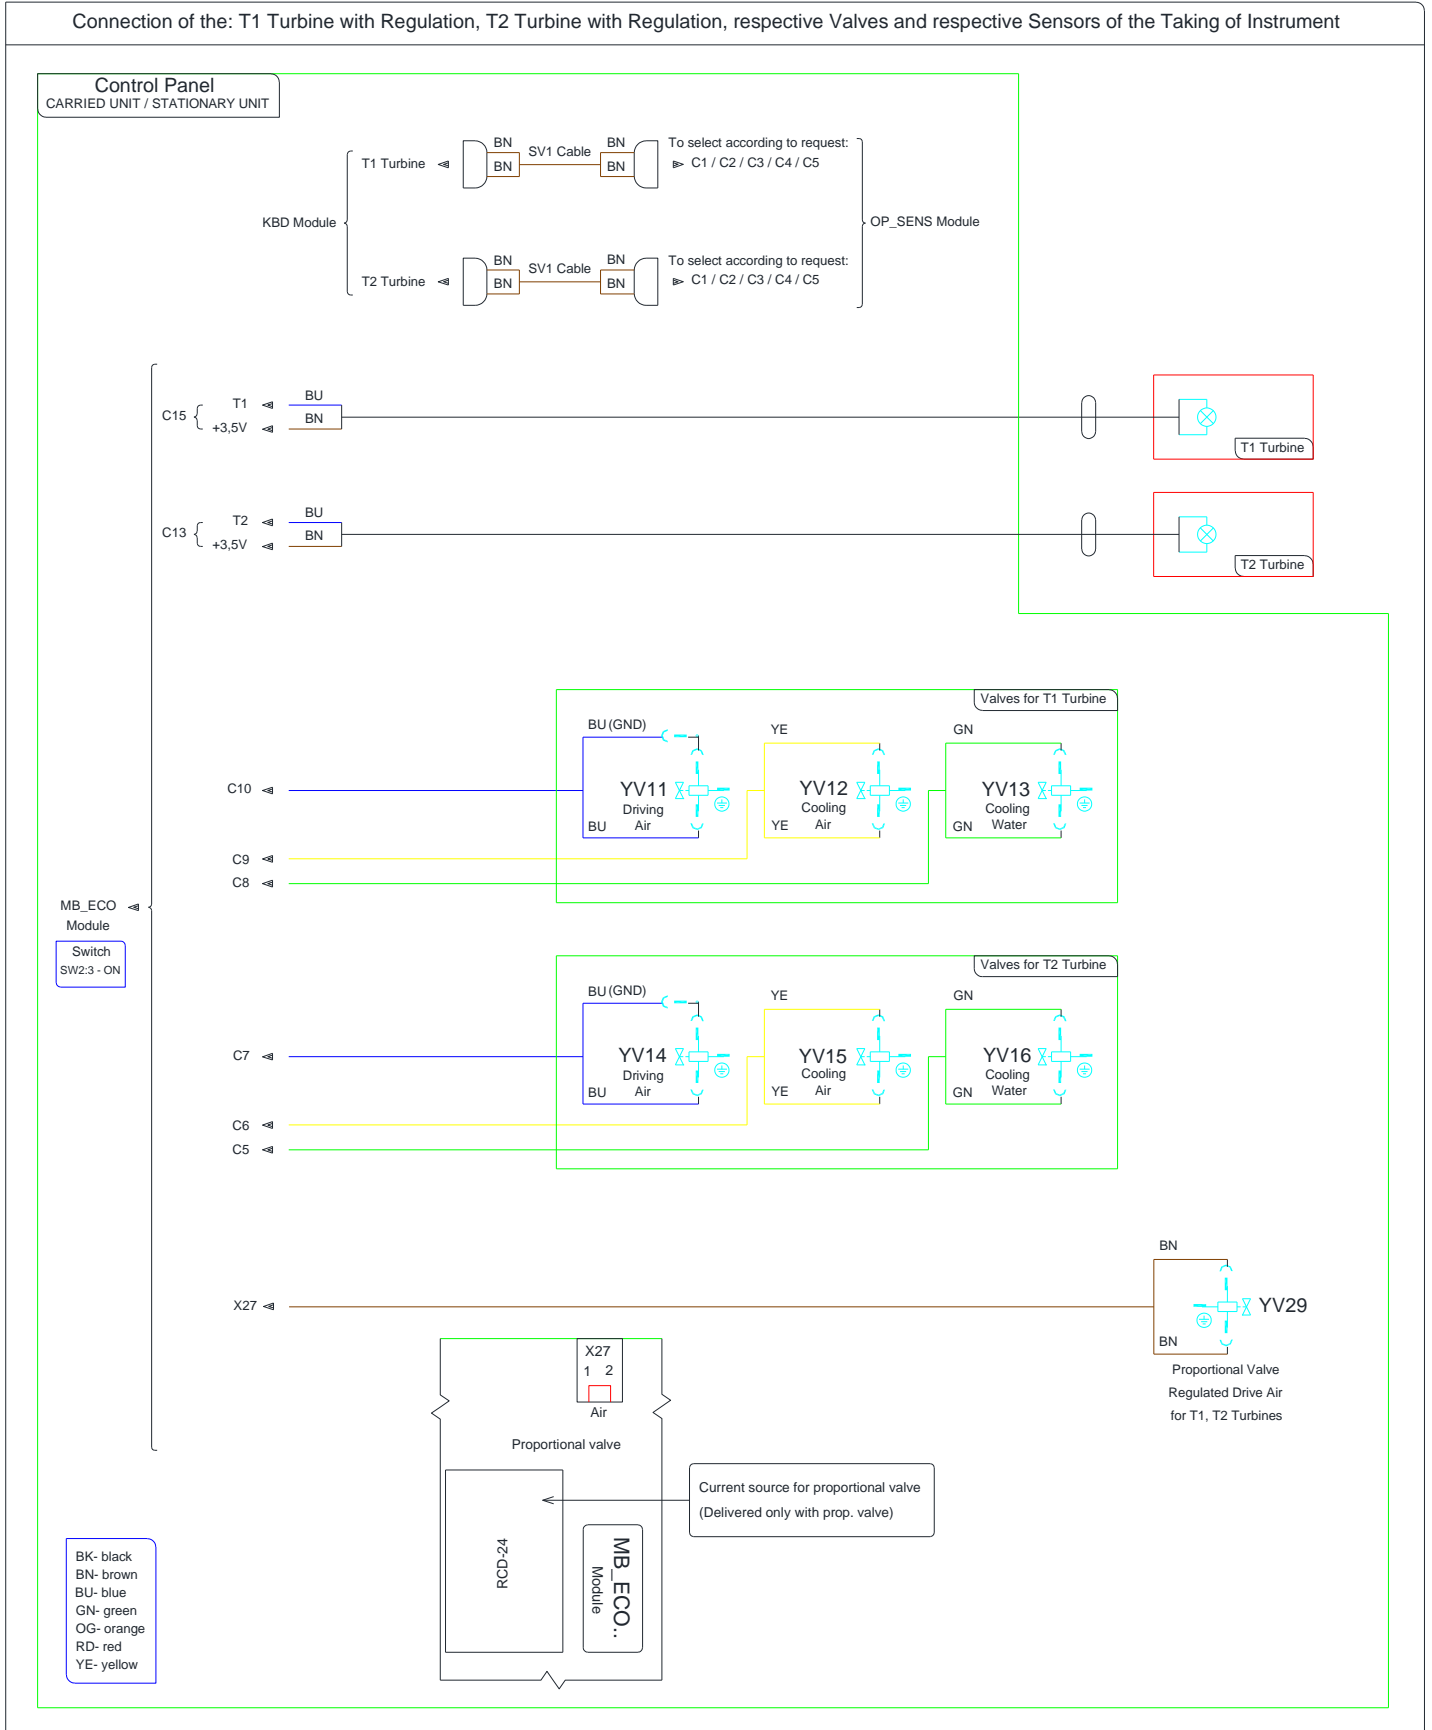 Connection of the: T1 Turbine with Regulation, T2 Turbine with Regulation, respective Valves and respective Sensors of the Taking of Instrument
Control Panel
CARRIED UNIT / STATIONARY UNIT
KBD Module
T1 Turbine
BN
BN
SV1 Cable
BN
BN
To select according to request:
C1 / C2 / C3 / C4 / C5
OP_SENS Module
T2 Turbine
BN
BN
SV1 Cable
BN
BN
To select according to request:
C1 / C2 / C3 / C4 / C5
C15
T1
+3,5V
BU
BN
T1 Turbine
C13
T2
+3,5V
BU
BN
T2 Turbine
Valves for T1 Turbine
BU (GND)
YE
GN
C10
YV11
Driving
Air
BU
YV12
Cooling
Air
YE
YV13
Cooling
Water
GN
C9
C8
MB_ECO
Module
Switch
SW2:3 - ON
Valves for T2 Turbine
BU (GND)
YE
GN
C7
YV14
Driving
Air
BU
YV15
Cooling
Air
YE
YV16
Cooling
Water
GN
C6
C5
X27
BN
YV29
BN
Proportional Valve
Regulated Drive Air
for T1, T2 Turbines
X27
1 2
Air
Proportional valve
Current source for proportional valve
(Delivered only with prop. valve)
RCD-24
MB_ECO..
Module
BK- black
BN- brown
BU- blue
GN- green
OG- orange
RD- red
YE- yellow